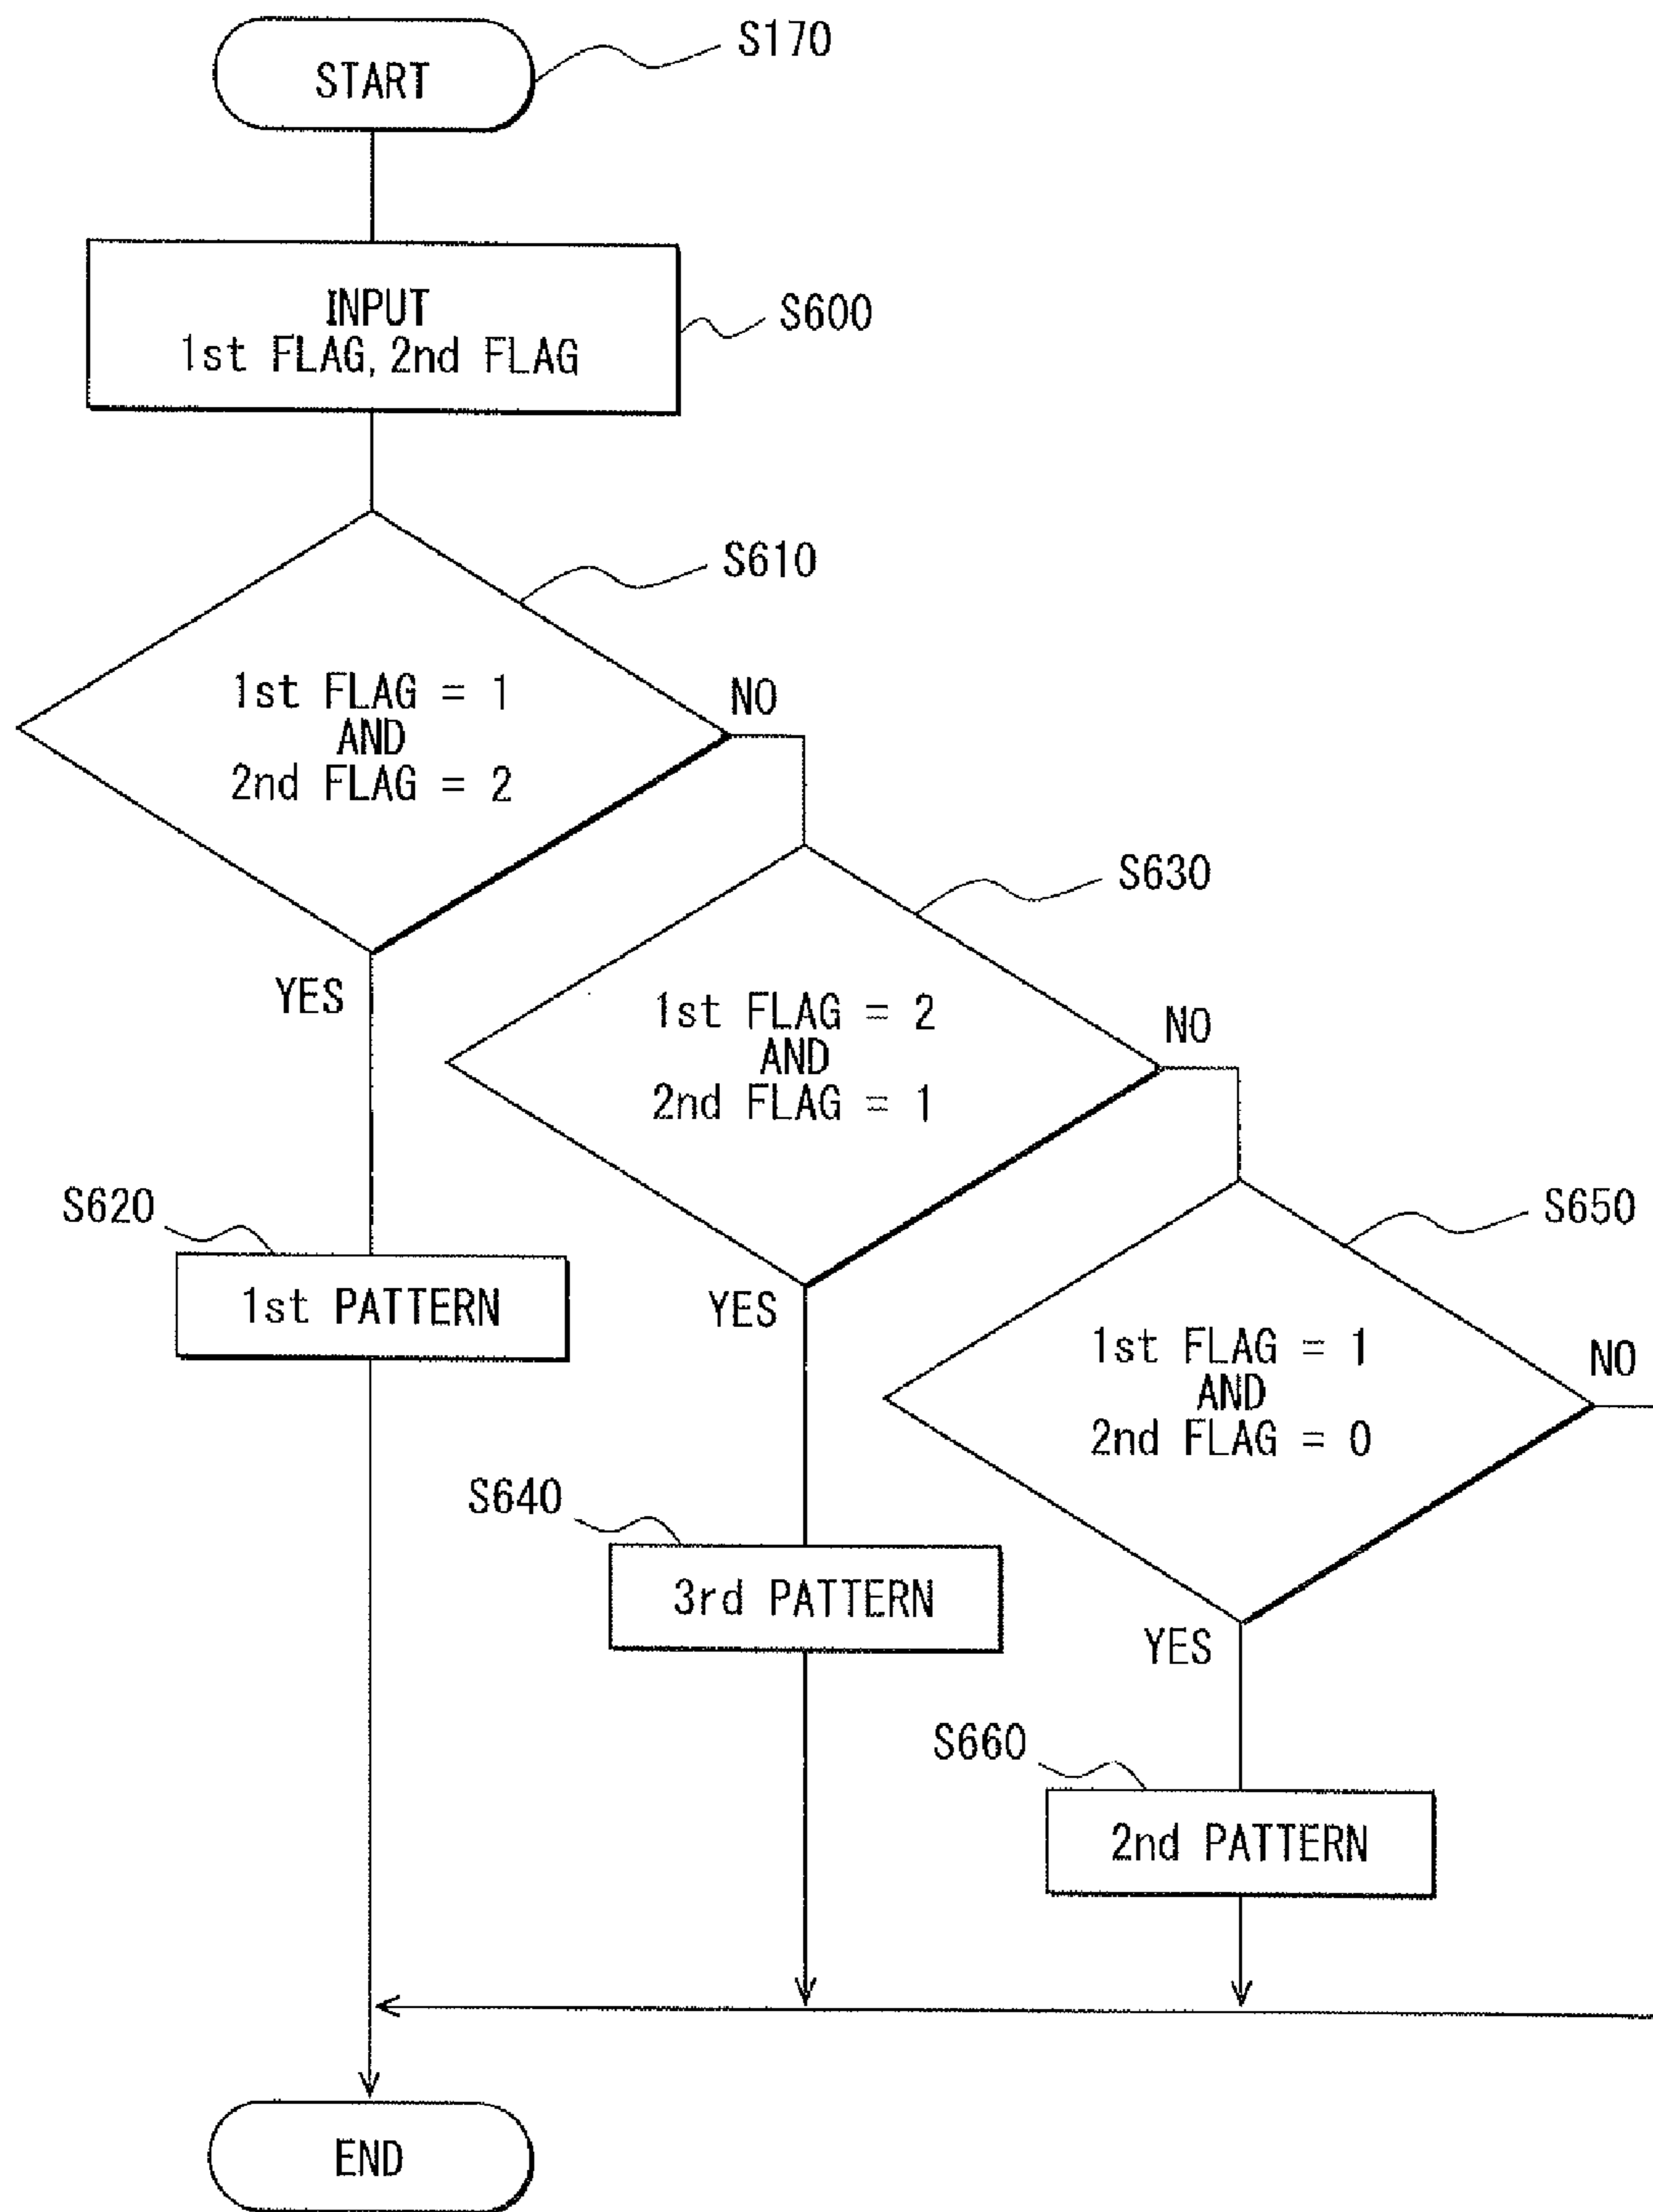 START
S170
INPUT
1st FLAG, 2nd FLAG
S600
S610
1st FLAG = 1
AND
2nd FLAG = 2
NO
YES
S630
1st FLAG = 2
AND
2nd FLAG = 1
NO
YES
S620
1st PATTERN
S650
1st FLAG = 1
AND
2nd FLAG = 0
NO
YES
S640
3rd PATTERN
S660
2nd PATTERN
END